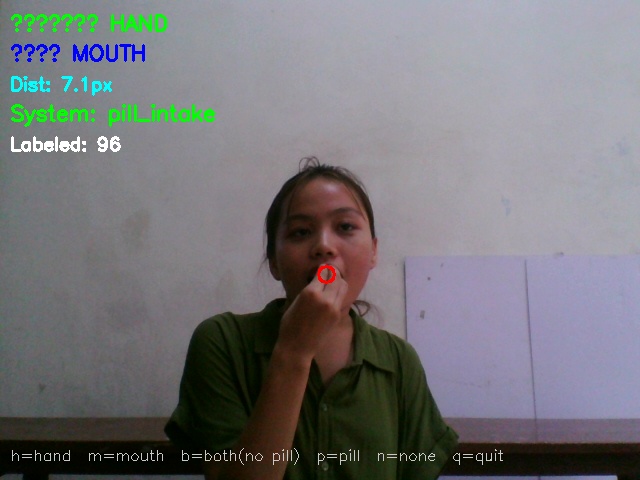 ??????? HAND
???? MOUTH
Dist: 7.1px
System: pill_intake
Labeled: 96
h=hand m=mouth b=both(no pill) p=pill n=none q=quit